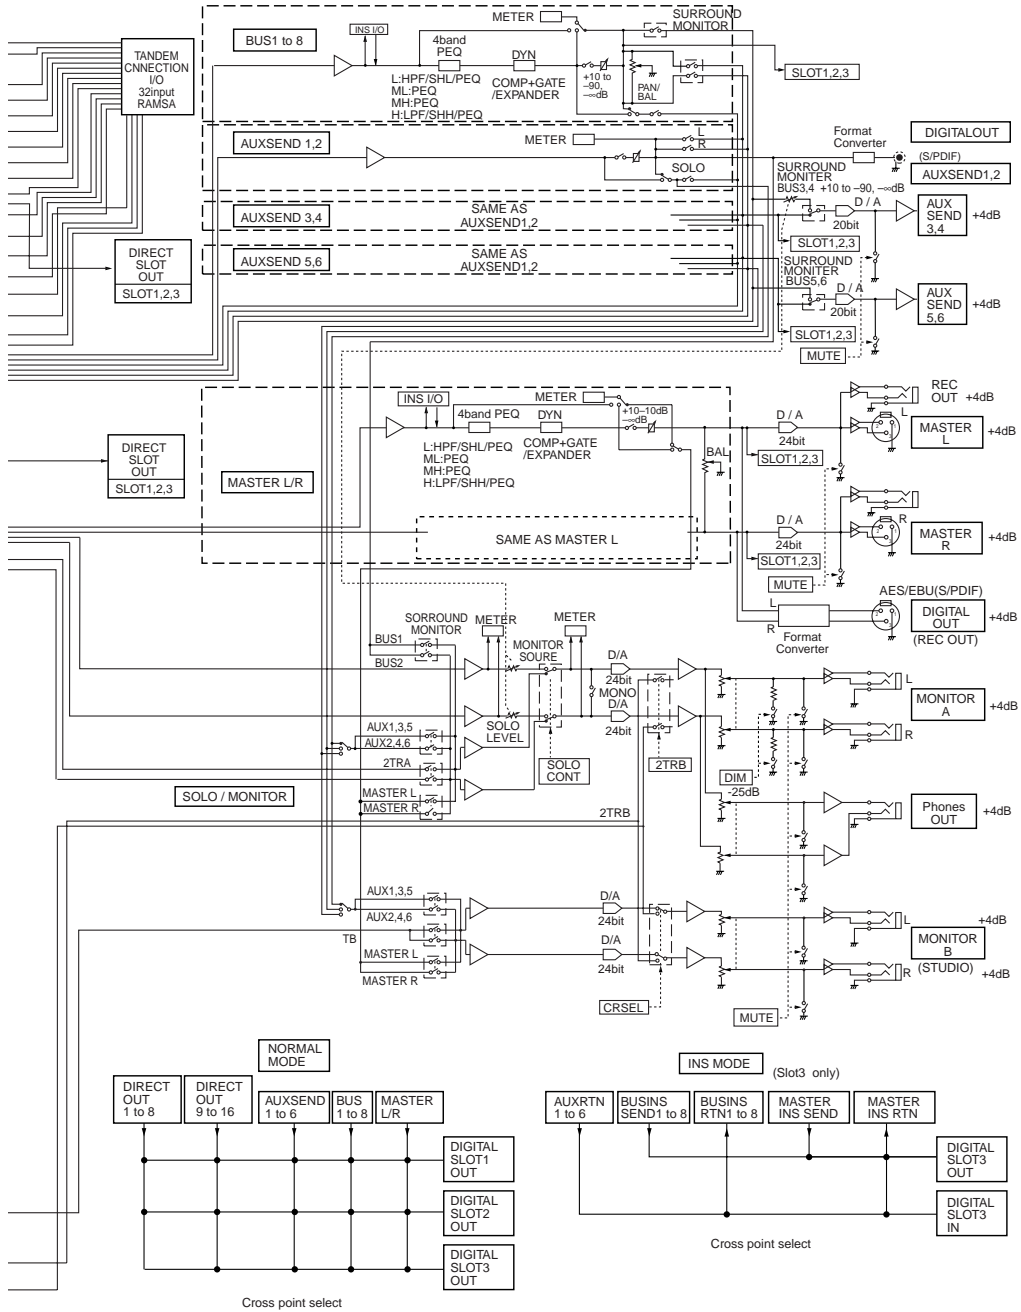 METER
SURROUND
MONITOR
BUS1 to 8
INS I/O
4band
PEQ
DYN
TANDEM
CNNECTION
I/O
32input
RAMSA
L:HPF/SHL/PEQ
ML:PEQ
MH:PEQ
H:LPF/SHH/PEQ
COMP+GATE
/EXPANDER
+10 to
–90,
–∞dB
PAN/
BAL
SLOT1,2,3
AUXSEND 1,2
METER
L
R
SOLO
Format
Converter
DIGITALOUT
(S/PDIF)
AUXSEND1,2
SURROUND
MONITER
BUS3,4
+10 to –90, –∞dB
D / A
20bit
AUX
SEND
3,4
+4dB
AUXSEND 3,4
SAME AS
AUXSEND1,2
SLOT1,2,3
AUXSEND 5,6
SAME AS
AUXSEND1,2
SURROUND
MONITER
BUS5,6
D / A
20bit
AUX
SEND
5,6
+4dB
DIRECT
SLOT
OUT
SLOT1,2,3
SLOT1,2,3
MUTE
INS I/O
METER
4band PEQ
DYN
+10–10dB
–∞dB
L:HPF/SHL/PEQ
ML:PEQ
MH:PEQ
H:LPF/SHH/PEQ
COMP+GATE
/EXPANDER
BAL
D / A
24bit
SLOT1,2,3
REC
OUT
+4dB
L
MASTER
L
+4dB
DIRECT
SLOT
OUT
SLOT1,2,3
MASTER L/R
SAME AS MASTER L
D / A
24bit
SLOT1,2,3
R
MASTER
R
+4dB
MUTE
L
R
Format
Converter
AES/EBU(S/PDIF)
DIGITAL
OUT
(REC OUT)
+4dB
SORROUND
MONITOR
METER
METER
MONITOR
SOURE
BUS1
BUS2
D/A
24bit
MONO
D/A
24bit
SOLO
LEVEL
SOLO
CONT
2TRB
DIM
-25dB
L
R
MONITOR
A
+4dB
AUX1,3,5
AUX2,4,6
2TRA
MASTER L
MASTER R
SOLO / MONITOR
2TRB
Phones
OUT
+4dB
AUX1,3,5
AUX2,4,6
TB
MASTER L
MASTER R
D/A
24bit
D/A
24bit
CRSEL
MUTE
L
R
+4dB
MONITOR
B
(STUDIO)
+4dB
NORMAL
MODE
DIRECT
OUT
1 to 8
DIRECT
OUT
9 to 16
AUXSEND
1 to 6
BUS
1 to 8
MASTER
L/R
DIGITAL
SLOT1
OUT
DIGITAL
SLOT2
OUT
DIGITAL
SLOT3
OUT
Cross point select
INS MODE
(Slot3 only)
AUXRTN
1 to 6
BUSINS
SEND1 to 8
BUSINS
RTN1 to 8
MASTER
INS SEND
MASTER
INS RTN
DIGITAL
SLOT3
OUT
DIGITAL
SLOT3
IN
Cross point select